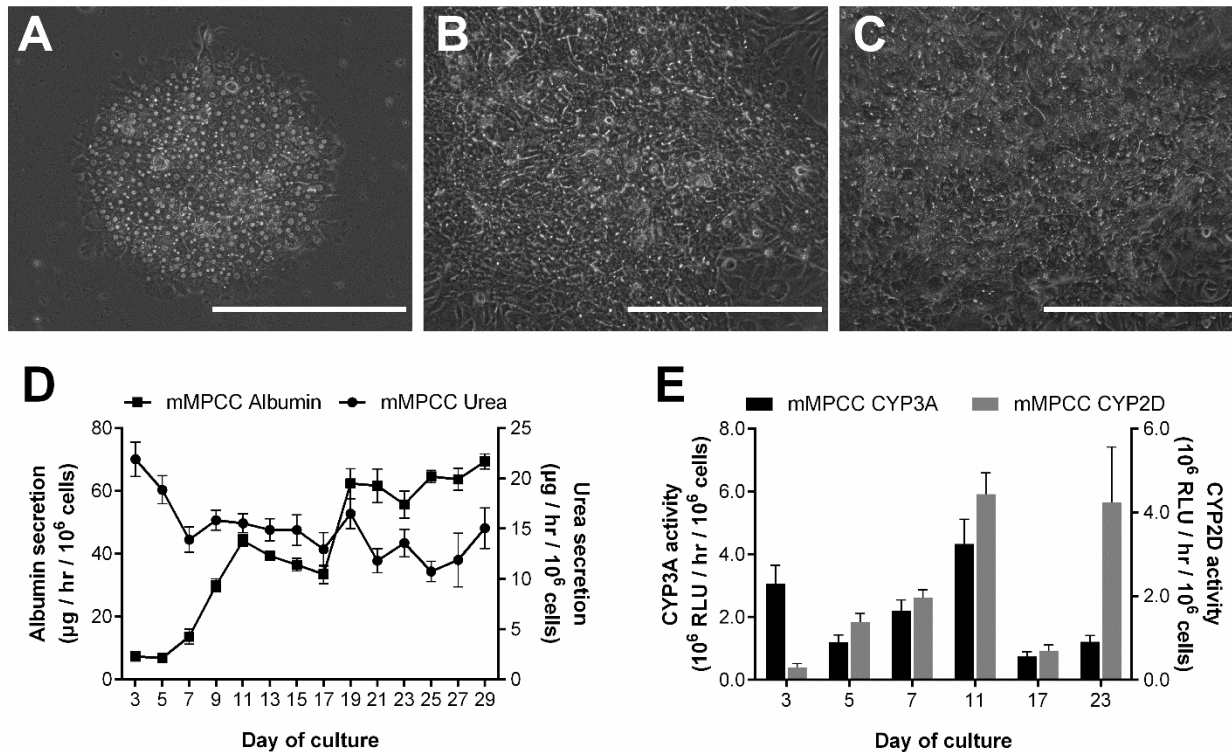 A
B
C
D
mMPCC Albumin
mMPCC Urea
Albumin secretion
(µg / hr / 10⁶ cells)
80
60
40
20
0
25
20
15
10
5
0
Urea secretion
(µg / hr / 10⁶ cells)
3 5 7 9 11 13 15 17 19 21 23 25 27 29
Day of culture
E
mMPCC CYP3A
mMPCC CYP2D
CYP3A activity
(10⁶ RLU / hr / 10⁶ cells)
8.0
6.0
4.0
2.0
0.0
6.0
4.0
2.0
0.0
CYP2D activity
(10⁶ RLU / hr / 10⁶ cells)
3 5 7 11 17 23
Day of culture